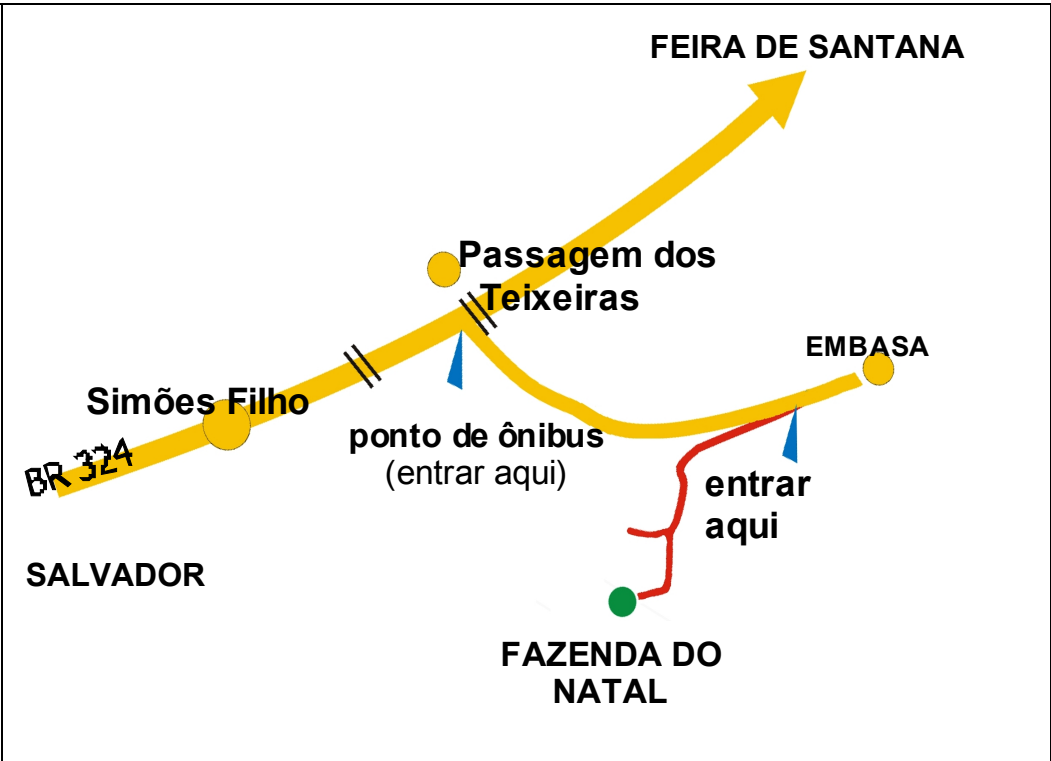 FEIRA DE SANTANA
Passagem dos
Teixeiras
EMBASA
Simões Filho
ponto de ônibus
(entrar aqui)
BR 324
entrar
aqui
SALVADOR
FAZENDA DO
NATAL